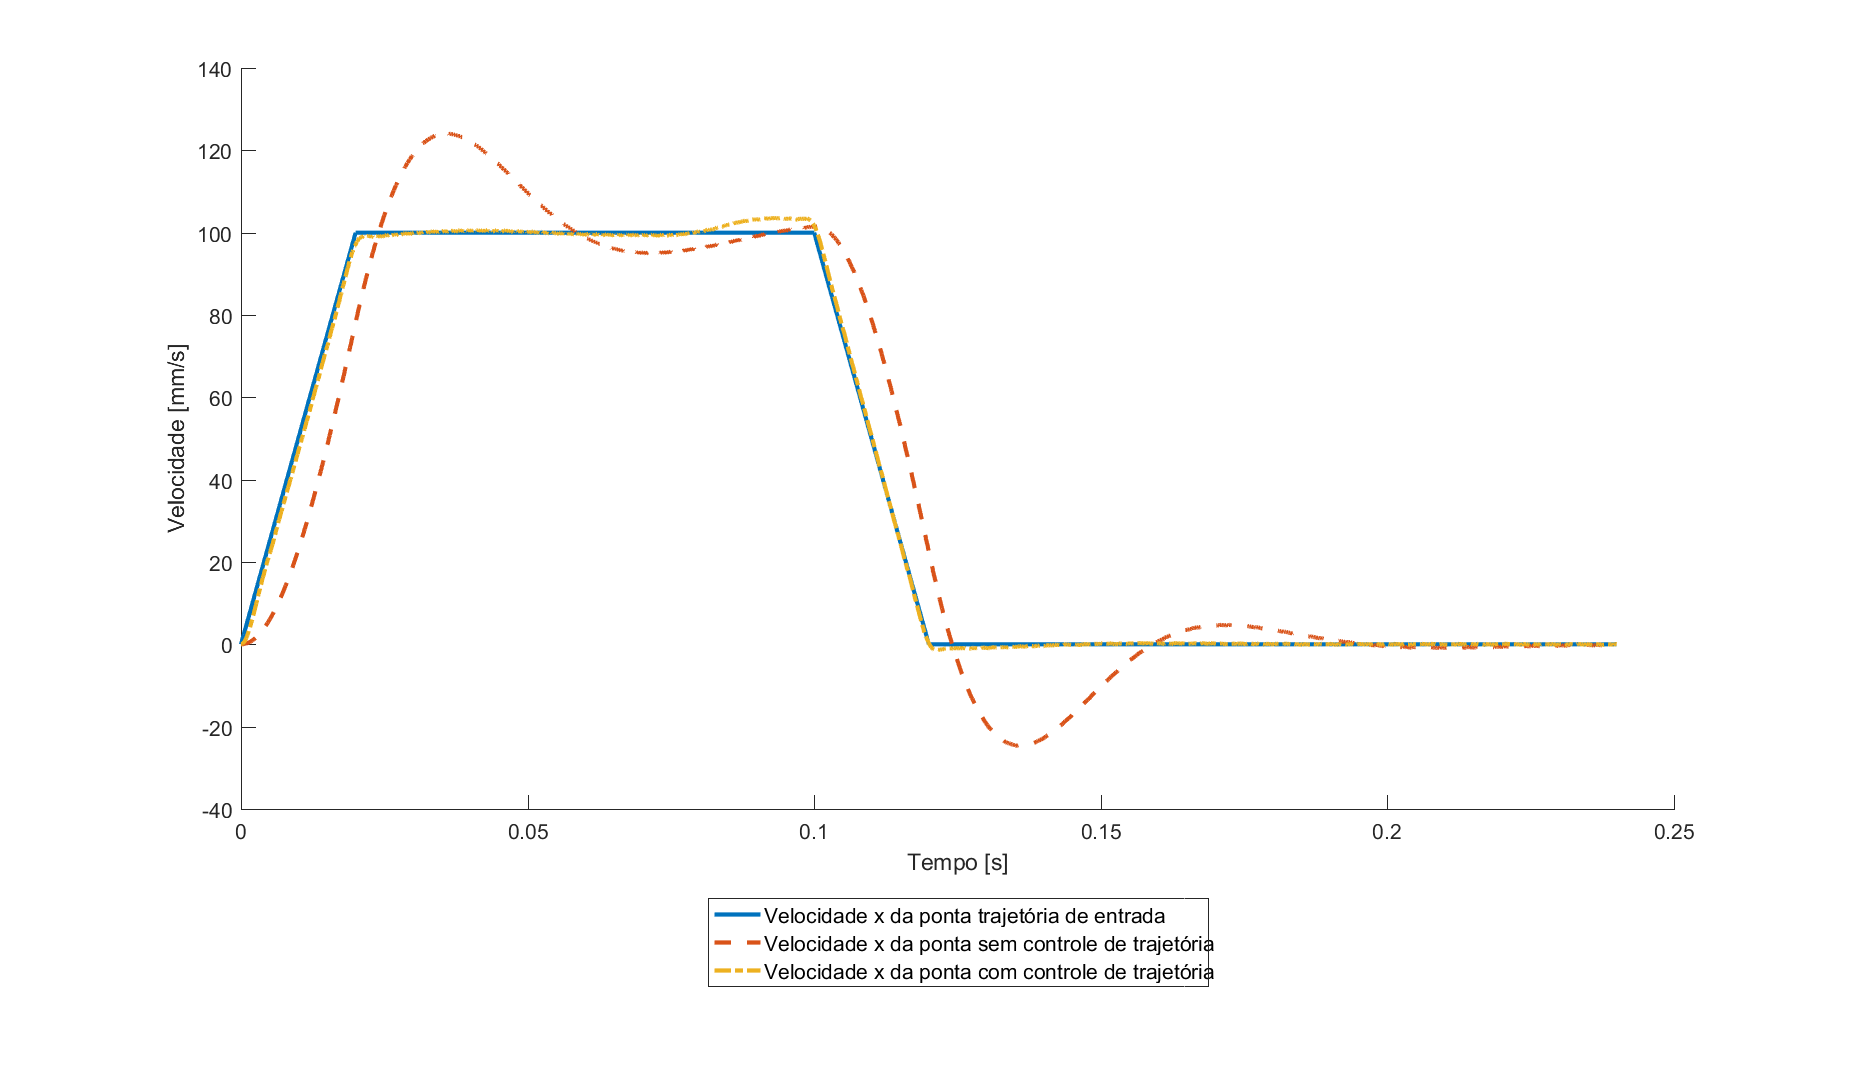 140
120
100
80
60
40
20
0
-20
-40
Velocidade [mm/s]
0 0.05 0.1 0.15 0.2 0.25
Tempo [s]
Velocidade x da ponta trajetória de entrada
Velocidade x da ponta sem controle de trajetória
Velocidade x da ponta com controle de trajetória